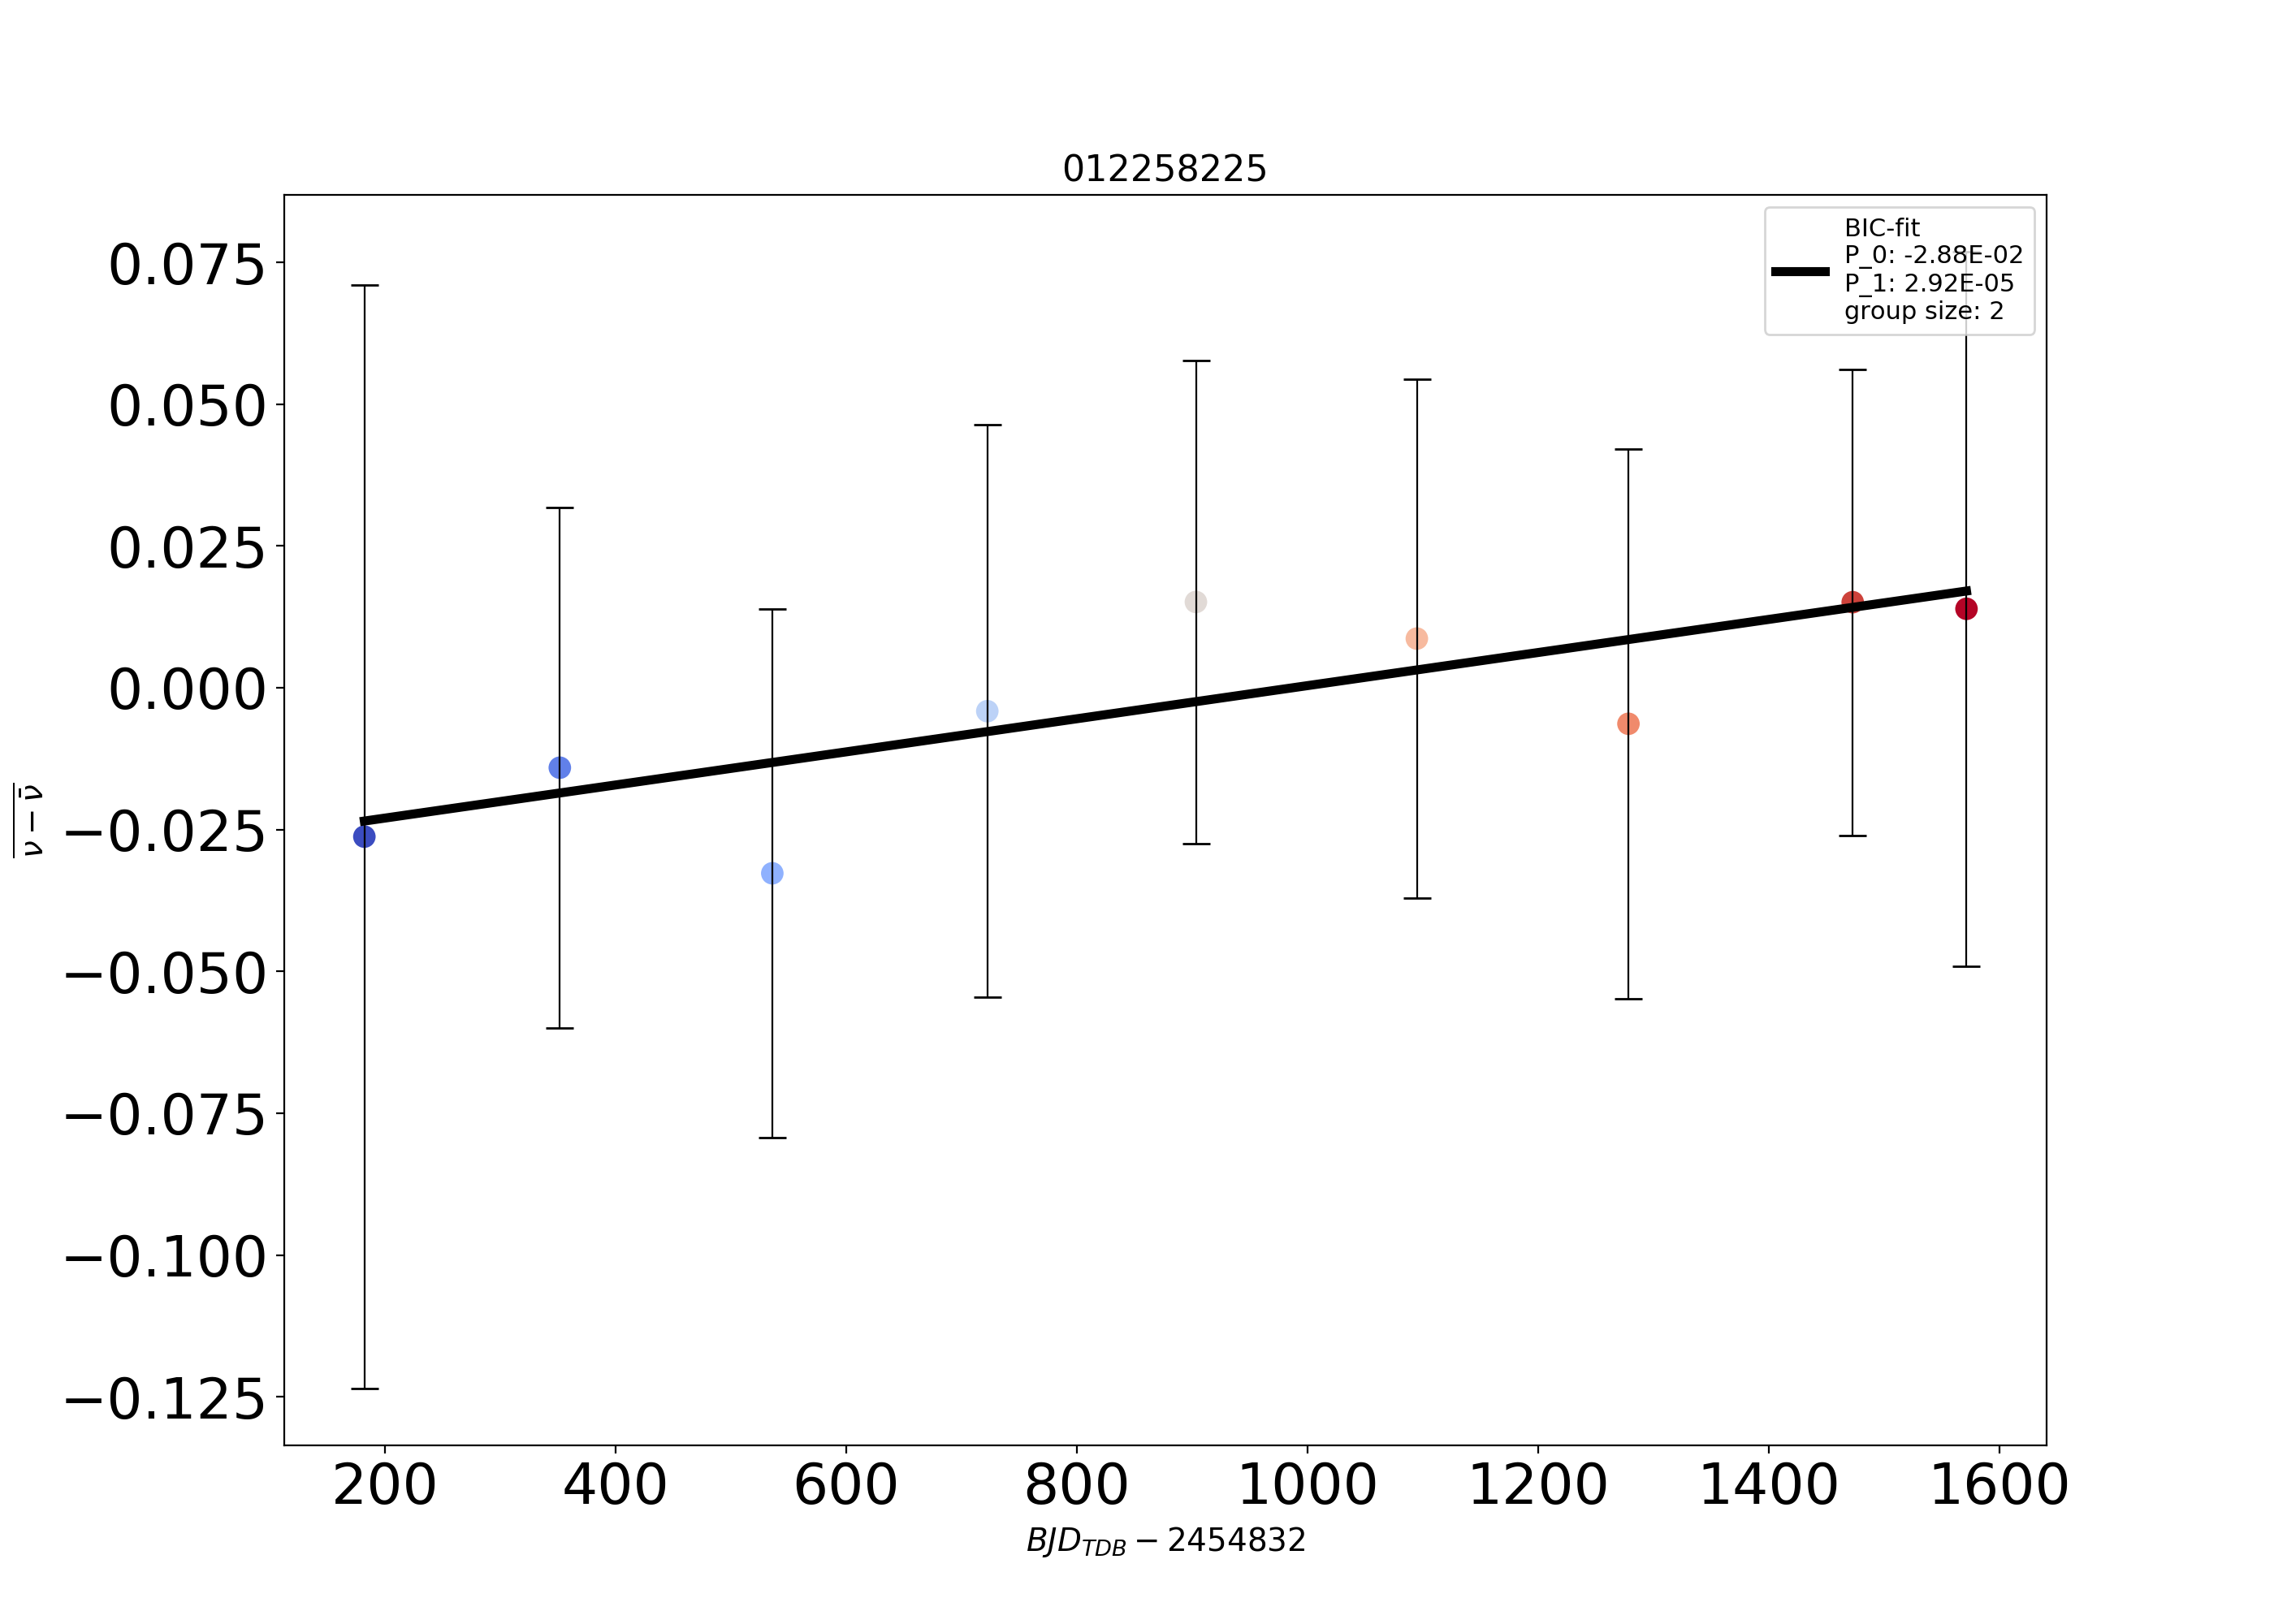 012258225
BIC-fit
P_0: -2.88E-02
P_1: 2.92E-05
group size: 2
0.075
0.050
0.025
0.000
−0.025
−0.050
−0.075
−0.100
−0.125
ν − ν̄
200 400 600 800 1000 1200 1400 1600
BJD_TDB − 2454832